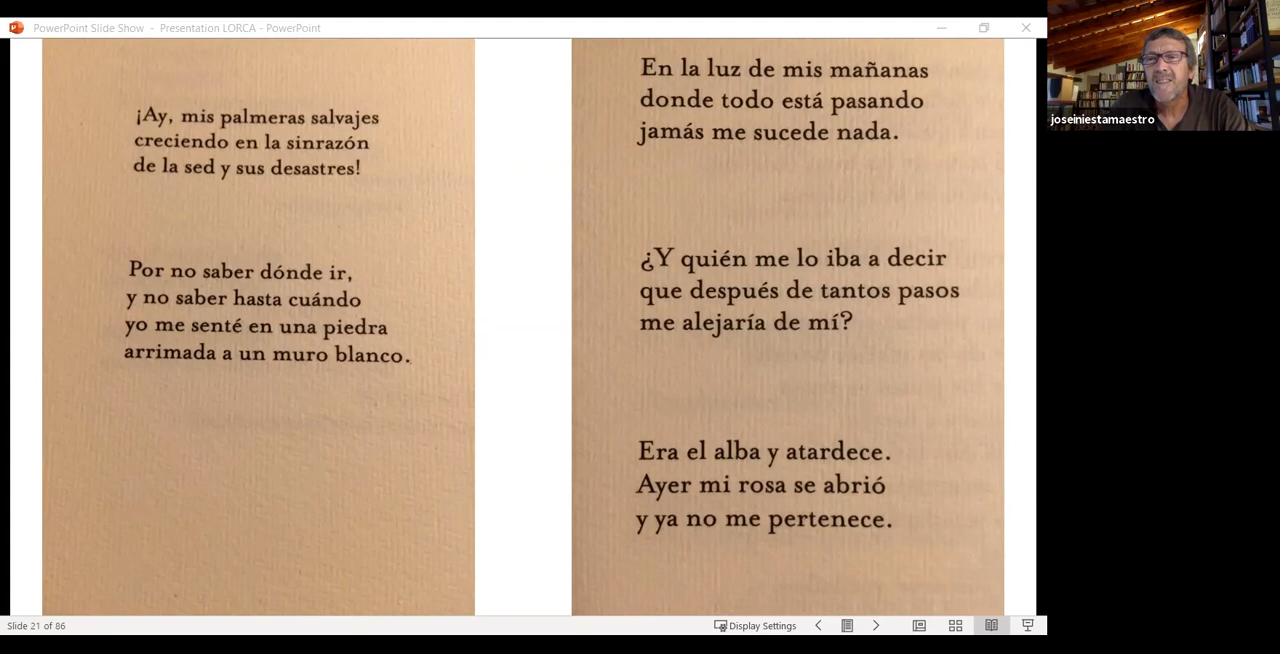 PowerPoint Slide Show - Presentation LORCA - PowerPoint
¡Ay, mis palmeras salvajes
creciendo en la sinrazón
de la sed y sus desastres!
Por no saber dónde ir,
y no saber hasta cuándo
yo me senté en una piedra
arrimada a un muro blanco.
En la luz de mis mañanas
donde todo está pasando
jamás me sucede nada.
¿Y quién me lo iba a decir
que después de tantos pasos
me alejaría de mí?
Era el alba y atardece.
Ayer mi rosa se abrió
y ya no me pertenece.
joseiniestamaestro
Slide 21 of 86
Display Settings